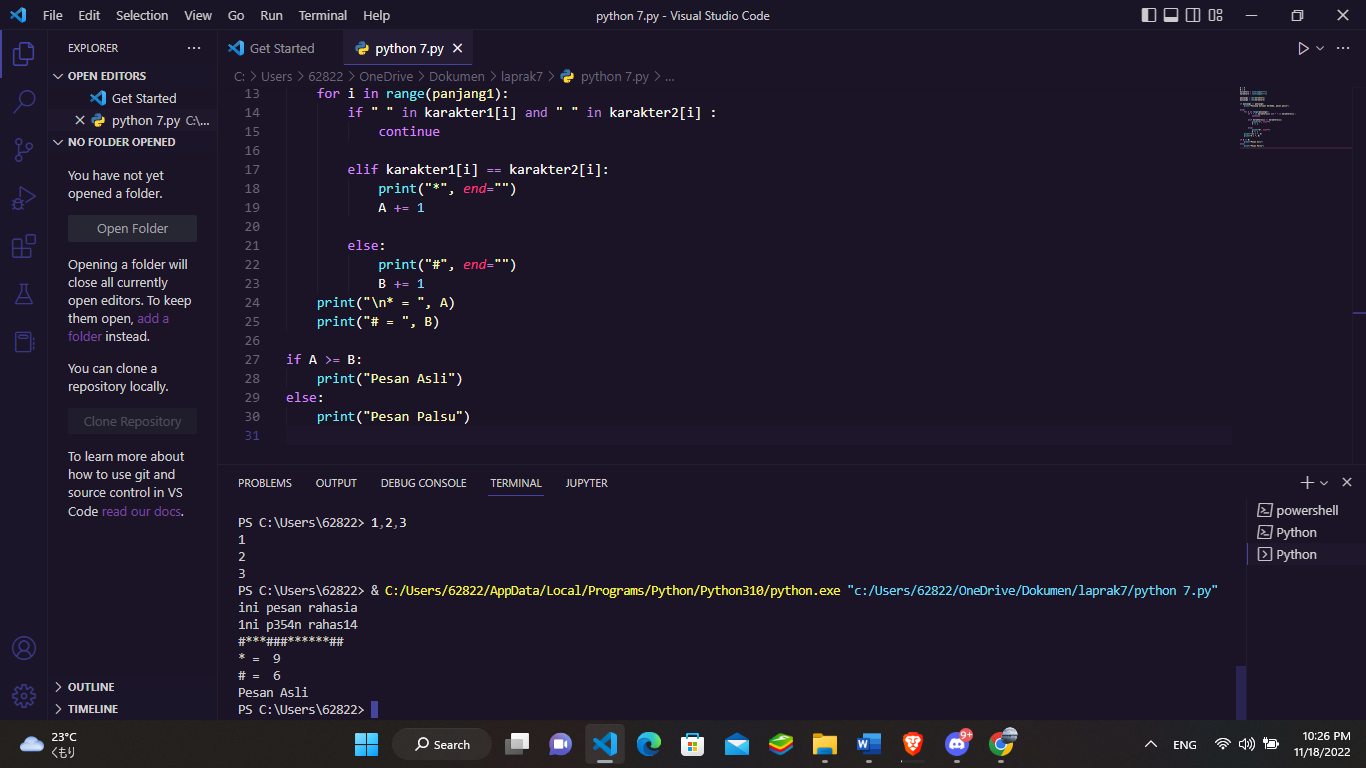 File Edit Selection View Go Run Terminal Help python 7.py - Visual Studio Code
EXPLORER
OPEN EDITORS
Get Started
python 7.py C:\...
NO FOLDER OPENED
You have not yet
opened a folder.
Open Folder
Opening a folder will
close all currently
open editors. To keep
them open, add a
folder instead.
You can clone a
repository locally.
Clone Repository
To learn more about
how to use git and
source control in VS
Code read our docs.
OUTLINE
TIMELINE
Get Started python 7.py
C: > Users > 62822 > OneDrive > Dokumen > laprak7 > python 7.py > ...
13 for i in range(panjang1):
14 if " " in karakter1[i] and " " in karakter2[i] :
15 continue
16
17 elif karakter1[i] == karakter2[i]:
18 print("*", end="")
19 A += 1
20
21 else:
22 print("#", end="")
23 B += 1
24 print("\n* = ", A)
25 print("# = ", B)
26
27 if A >= B:
28 print("Pesan Asli")
29 else:
30 print("Pesan Palsu")
31
PROBLEMS OUTPUT DEBUG CONSOLE TERMINAL JUPYTER
PS C:\Users\62822> 1,2,3
1
2
3
PS C:\Users\62822> & C:/Users/62822/AppData/Local/Programs/Python/Python310/python.exe "c:/Users/62822/OneDrive/Dokumen/laprak7/python 7.py"
ini pesan rahasia
1ni p354n rahas14
#***###******##
* =  9
# =  6
Pesan Asli
PS C:\Users\62822>
powershell
Python
Python
23°C
くもり
Search
9+
ENG
10:26 PM
11/18/2022